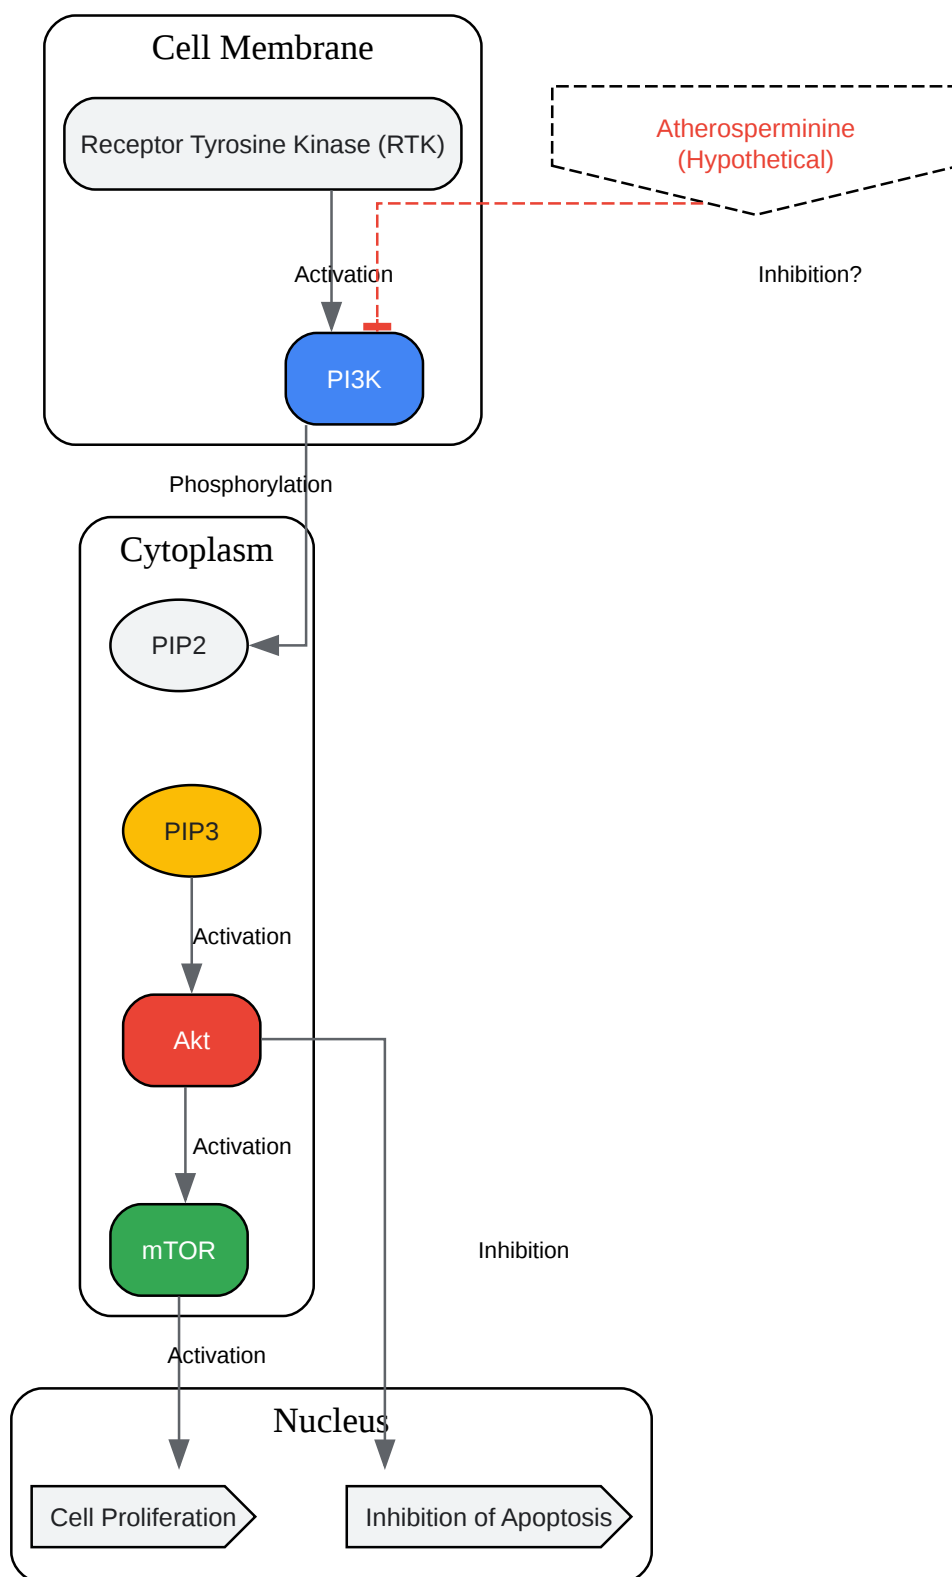 Cell Membrane
Receptor Tyrosine Kinase (RTK)
Atherosperminine
(Hypothetical)
Activation
Inhibition?
PI3K
Phosphorylation
Cytoplasm
PIP2
PIP3
Activation
Akt
Activation
mTOR
Inhibition
Activation
Nucleus
Cell Proliferation
Inhibition of Apoptosis